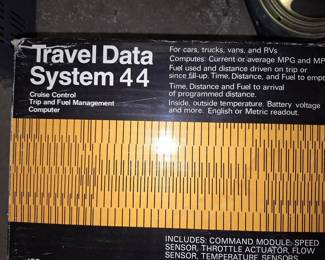 Travel Data
System 44
Cruise Control
Trip and Fuel Management
Computer
For cars, trucks, vans, and RVs
Computes: Current or average MPG and MP
Fuel used and distance driven on trip or
since fill-up. Time, Distance, and Fuel to empt
Time, Distance and Fuel to arrival
of programmed distance.
Inside, outside temperature. Battery voltage
and more. English or Metric readout.
INCLUDES: COMMAND MODULE, SPEED
SENSOR, THROTTLE ACTUATOR, FLOW
SENSOR, TEMPERATURE SENSORS